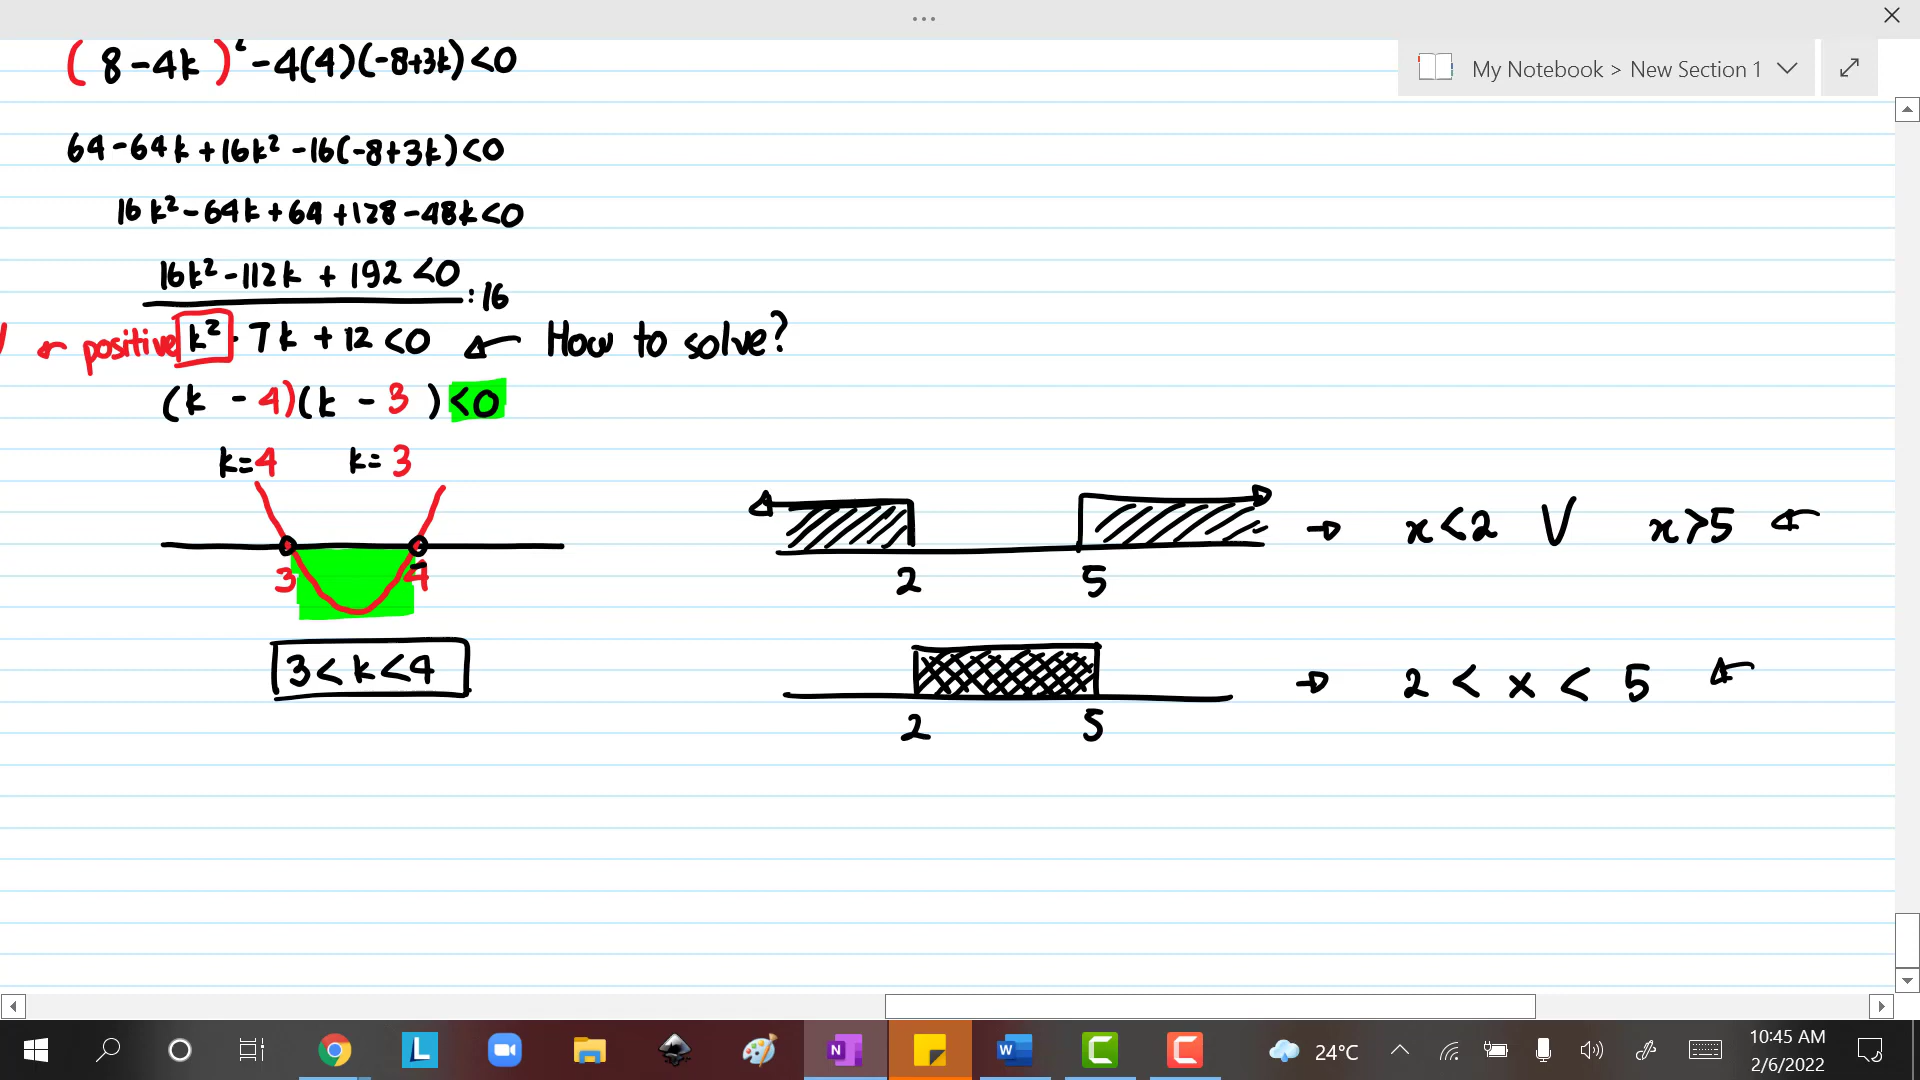 (8-4k)² -4(4)(-8+3k) <0
My Notebook > New Section 1
64-64k+16k² -16(-8+3k) <0
16k²-64k+64+128-48k<0
16k²-112k + 192 <0
:16
positive k² - 7k + 12 <0 How to solve?
(k - 4)(k - 3) <0
k=4 k=3
3 4
2 5 → x<2 V x>5
3<k<4
2 5 → 2 < x < 5
24°C
10:45 AM
2/6/2022